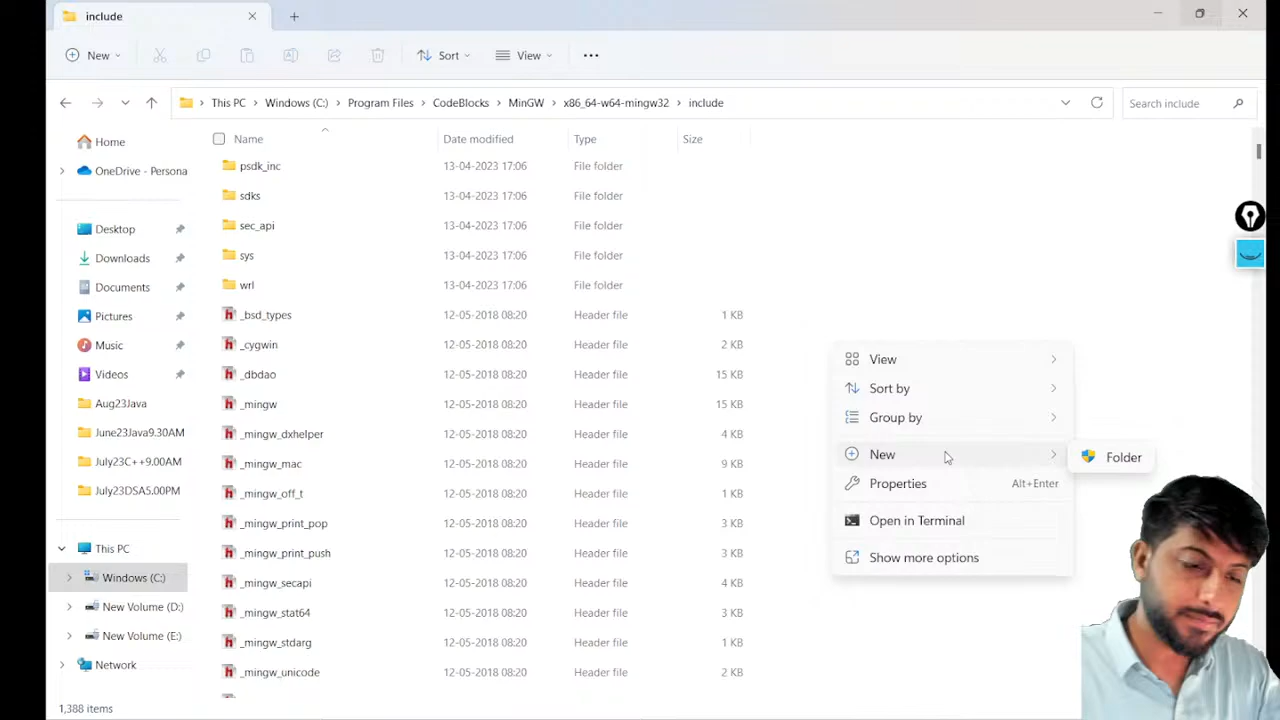 include
New
Sort
View
This PC
Windows (C:)
Program Files
CodeBlocks
MinGW
x86_64-w64-mingw32
include
Search include
Home
OneDrive - Persona
Desktop
Downloads
Documents
Pictures
Music
Videos
Aug23Java
June23Java9.30AM
July23C++9.00AM
July23DSA5.00PM
This PC
Windows (C:)
New Volume (D:)
New Volume (E:)
Network
Name Date modified Type Size
psdk_inc 13-04-2023 17:06 File folder
sdks 13-04-2023 17:06 File folder
sec_api 13-04-2023 17:06 File folder
sys 13-04-2023 17:06 File folder
wrl 13-04-2023 17:06 File folder
_bsd_types 12-05-2018 08:20 Header file 1 KB
_cygwin 12-05-2018 08:20 Header file 2 KB
_dbdao 12-05-2018 08:20 Header file 15 KB
_mingw 12-05-2018 08:20 Header file 15 KB
_mingw_dxhelper 12-05-2018 08:20 Header file 4 KB
_mingw_mac 12-05-2018 08:20 Header file 9 KB
_mingw_off_t 12-05-2018 08:20 Header file 1 KB
_mingw_print_pop 12-05-2018 08:20 Header file 3 KB
_mingw_print_push 12-05-2018 08:20 Header file 3 KB
_mingw_secapi 12-05-2018 08:20 Header file 3 KB
_mingw_stat64 12-05-2018 08:20 Header file 3 KB
_mingw_stdarg 12-05-2018 08:20 Header file 1 KB
_mingw_unicode 12-05-2018 08:20 Header file 2 KB
View
Sort by
Group by
New
Folder
Properties Alt+Enter
Open in Terminal
Show more options
1,388 items